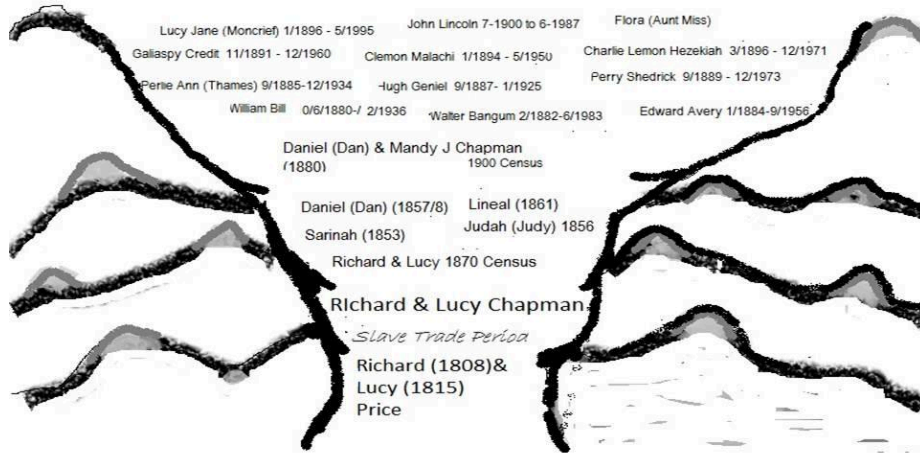 Lucy Jane (Moncrief) 1/1896 - 5/1995
John Lincoln 7-1900 to 6-1987
Flora (Aunt Miss)
Galiaspy Credit 11/1891 - 12/1960
Clemon Malachi 1/1894 - 5/1950
Charlie Lemon Hezekiah 3/1896 - 12/1971
Perlie Ann (Thames) 9/1885-12/1934
Hugh Geniel 9/1887- 1/1925
Perry Shedrick 9/1889 - 12/1973
William Bill 0/6/1880-/ 2/1936
Walter Bangum 2/1882-6/1983
Edward Avery 1/1884-9/1956
Daniel (Dan) & Mandy J Chapman
(1880)
1900 Census
Daniel (Dan) (1857/8)
Lineal (1861)
Sarinah (1853)
Judah (Judy) 1856
Richard & Lucy 1870 Census
RIchard & Lucy Chapman
Slave Trade Period
Richard (1808)&
Lucy (1815)
Price